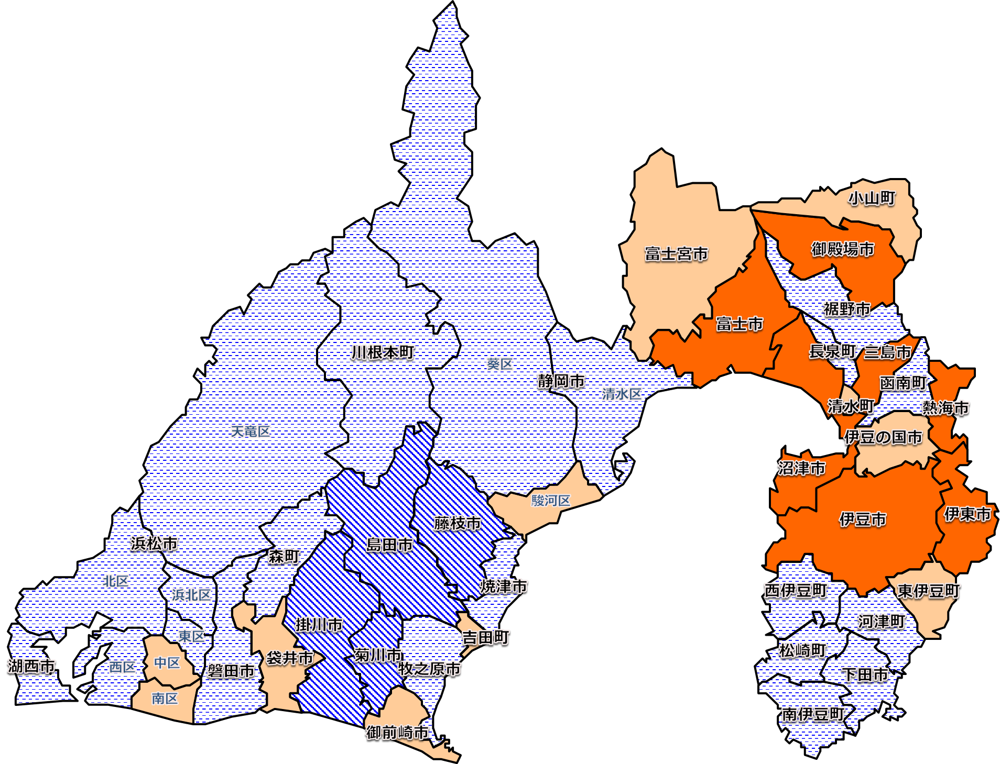 小山町
御殿場市
富士宮市
裾野市
富士市
長泉町
三島市
川根本町
葵区
静岡市
函南町
清水区
清水町
熱海市
天竜区
伊豆の国市
沼津市
駿河区
伊東市
伊豆市
藤枝市
浜松市
島田市
森町
北区
焼津市
西伊豆町
東伊豆町
浜北区
河津町
掛川市
東区
吉田町
松崎町
菊川市
袋井市
中区
湖西市
西区
磐田市
牧之原市
下田市
南区
南伊豆町
御前崎市